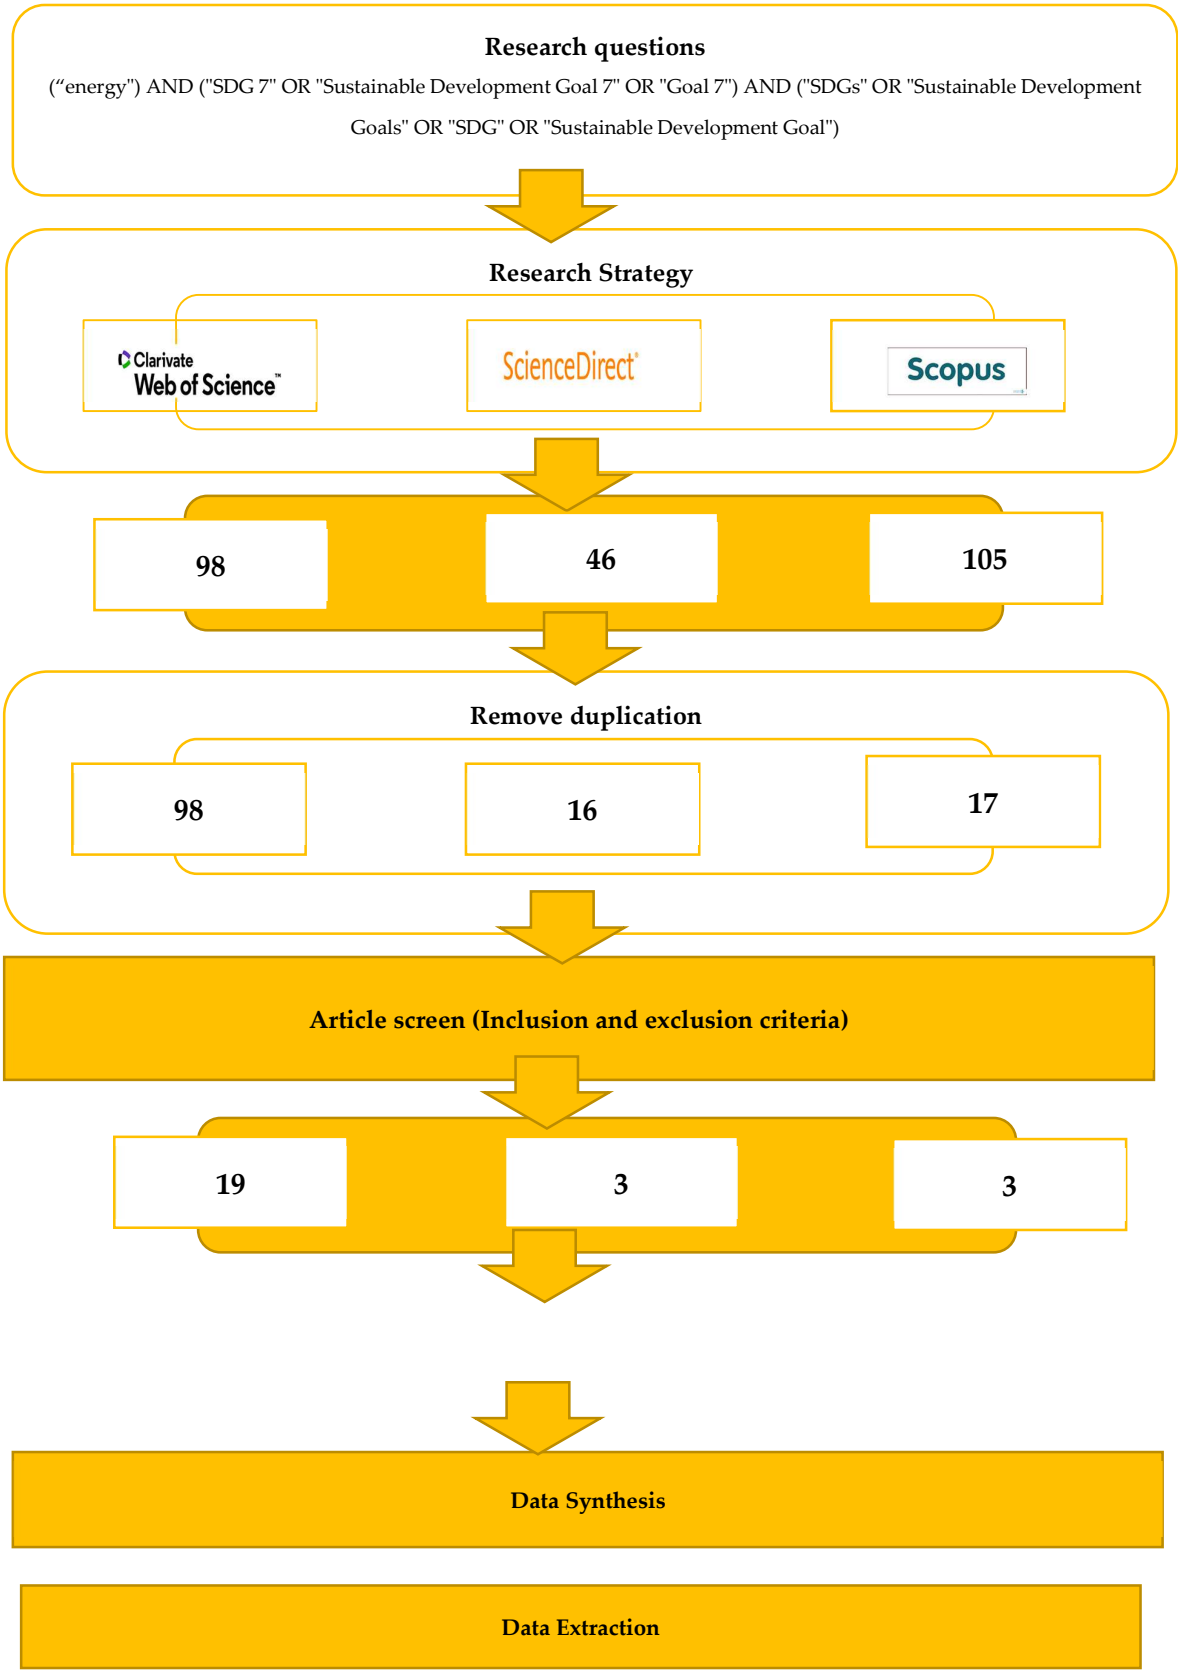 Research questions
(“energy") AND ("SDG 7" OR "Sustainable Development Goal 7" OR "Goal 7") AND ("SDGs" OR "Sustainable Development
Goals" OR "SDG" OR "Sustainable Development Goal")
Research Strategy
Clarivate
Web of Science™
ScienceDirect®
Scopus
98
46
105
Remove duplication
98
16
17
Article screen (Inclusion and exclusion criteria)
19
3
3
Data Synthesis
Data Extraction